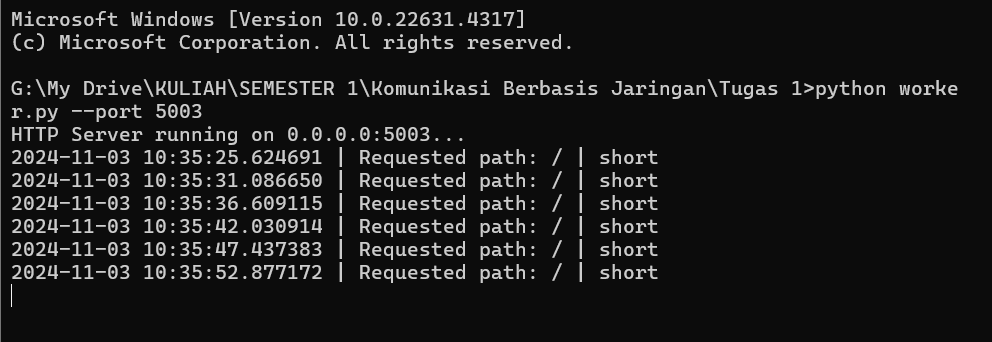 Microsoft Windows [Version 10.0.22631.4317]
(c) Microsoft Corporation. All rights reserved.
G:\My Drive\KULIAH\SEMESTER 1\Komunikasi Berbasis Jaringan\Tugas 1>python worke
r.py --port 5003
HTTP Server running on 0.0.0.0:5003...
2024-11-03 10:35:25.624691 | Requested path: / | short
2024-11-03 10:35:31.086650 | Requested path: / | short
2024-11-03 10:35:36.609115 | Requested path: / | short
2024-11-03 10:35:42.030914 | Requested path: / | short
2024-11-03 10:35:47.437383 | Requested path: / | short
2024-11-03 10:35:52.877172 | Requested path: / | short